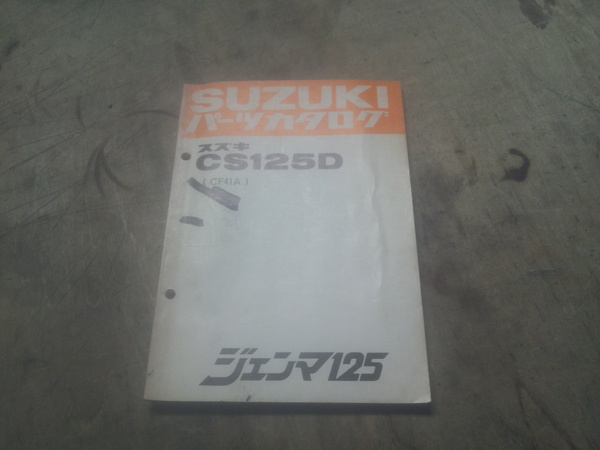 SUZUKI
パーツカタログ
スズキ
CS125D
( CF41A )
ジェンマ125